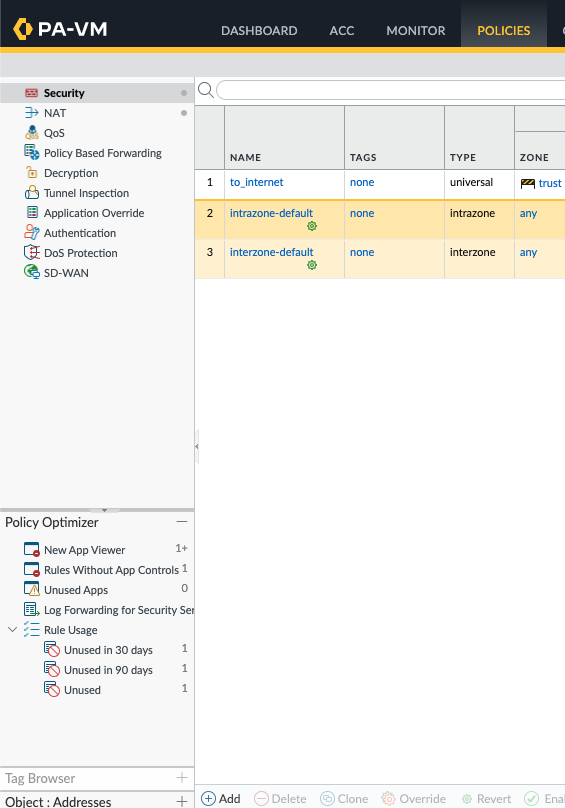 PA-VM
DASHBOARD ACC MONITOR POLICIES
Security
NAT
QoS
Policy Based Forwarding
Decryption
Tunnel Inspection
Application Override
Authentication
DoS Protection
SD-WAN
NAME TAGS TYPE ZONE
1 to_internet none universal trust
2 intrazone-default none intrazone any
3 interzone-default none interzone any
Policy Optimizer
New App Viewer 1+
Rules Without App Controls 1
Unused Apps 0
Log Forwarding for Security Ser
Rule Usage
Unused in 30 days 1
Unused in 90 days 1
Unused 1
Tag Browser
Object : Addresses
Add Delete Clone Override Revert Ena